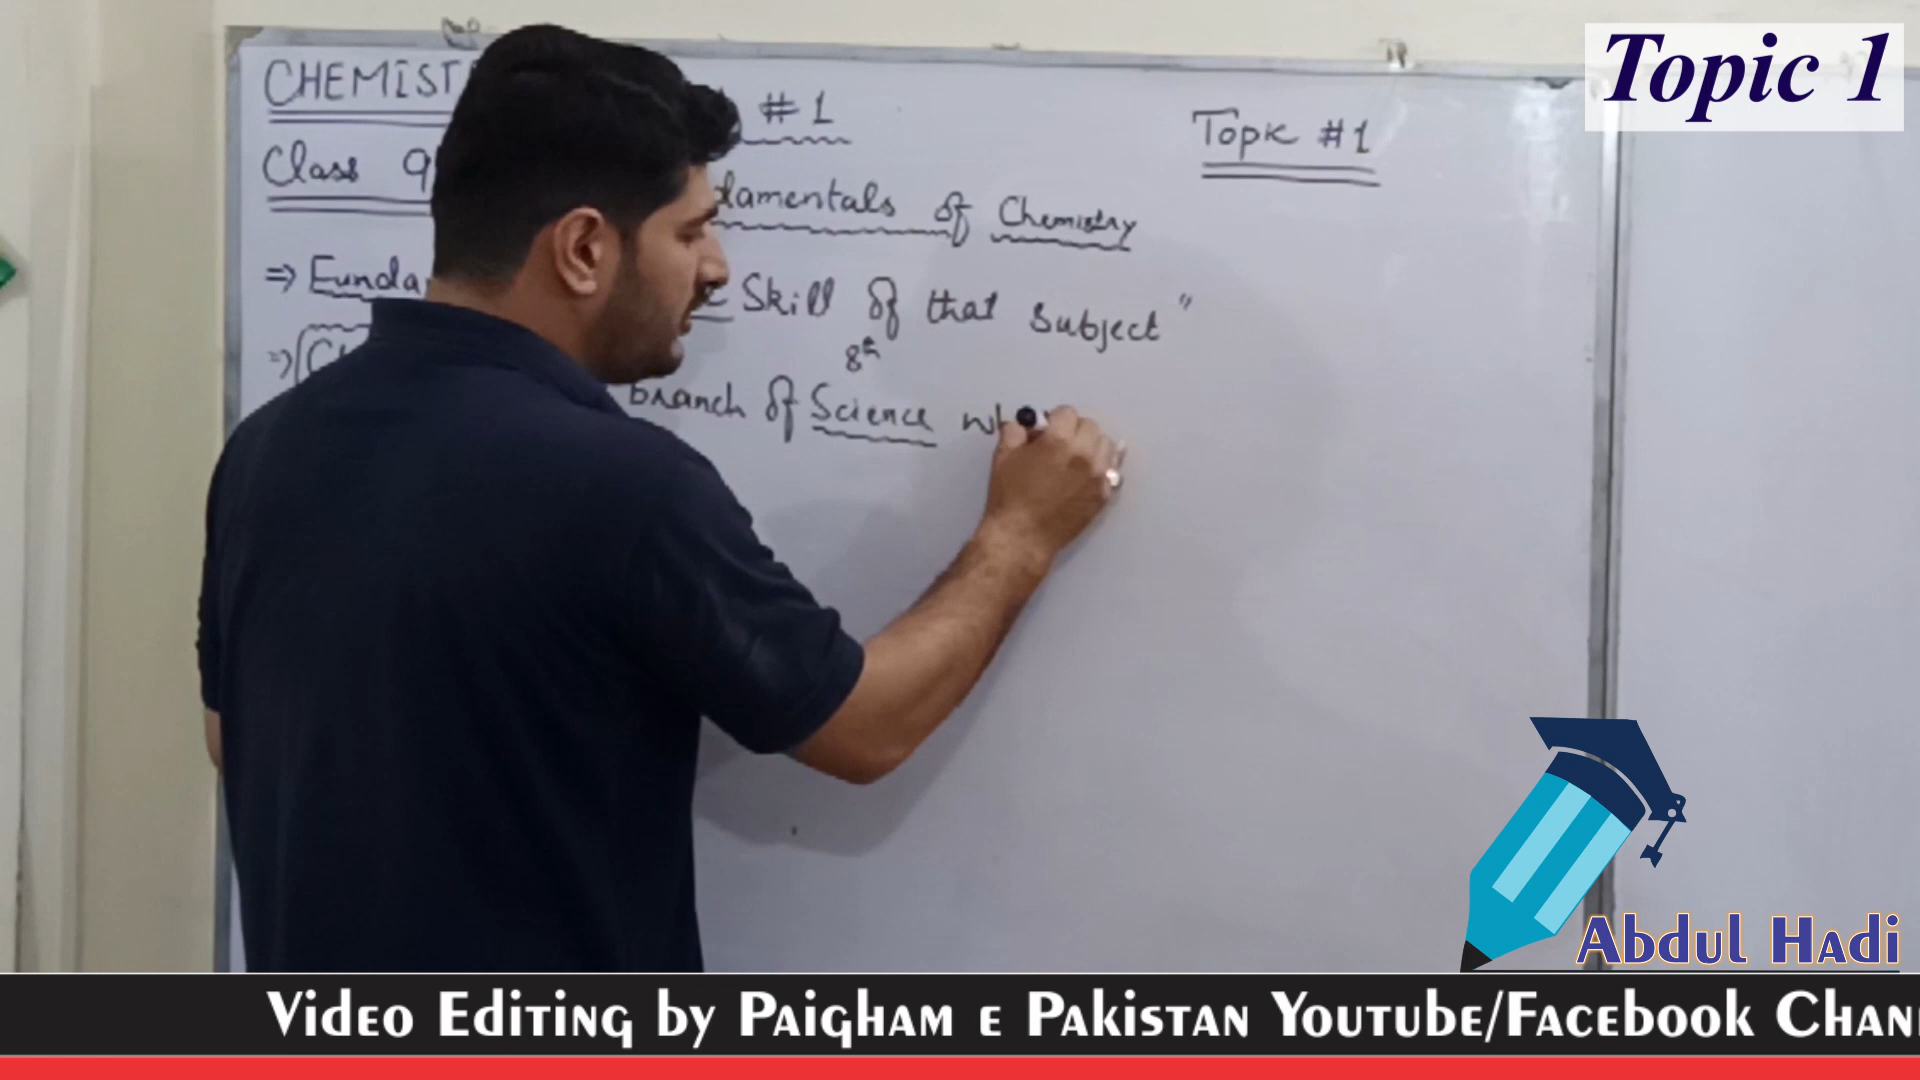 Topic 1
CHEMIST
# 1
Topic #1
Class 9
damentals of Chemistry
=> Funda
Skill of that subject"
8th
=>
branch of Science wh
Abdul Hadi
Video Editing by Paigham e Pakistan Youtube/Facebook Chan